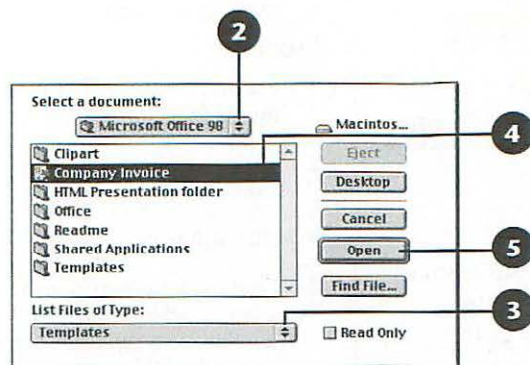 2
Select a document:
Microsoft Office 98
Macintos...
Clipart
Company Invoice
HTML Presentation folder
Office
Readme
Shared Applications
Templates
Eject
Desktop
Cancel
Open
Find File...
4
5
3
List Files of Type:
Templates
Read Only